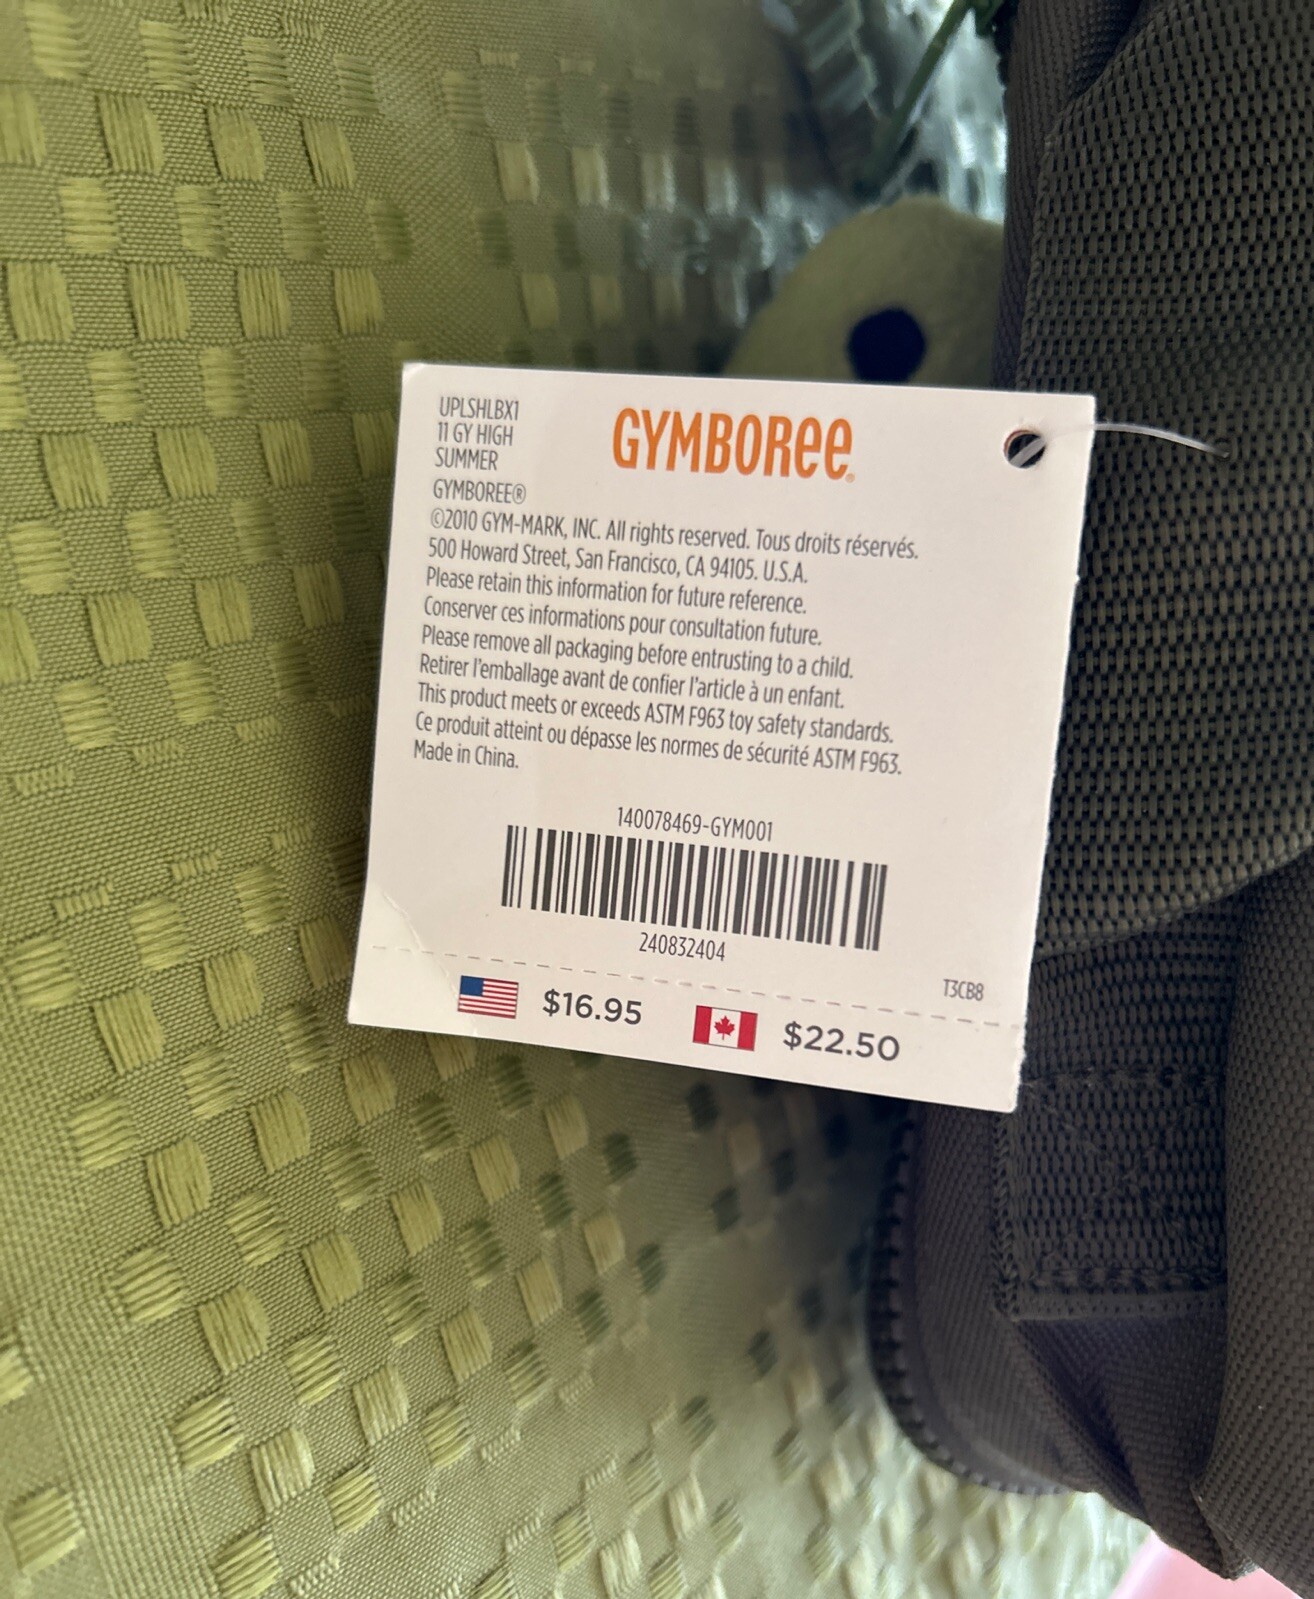 UPLSHLBX1
11 GY HIGH
SUMMER
GYMBOREE®
GYMBOREE®
©2010 GYM-MARK, INC. All rights reserved. Tous droits réservés.
500 Howard Street, San Francisco, CA 94105. U.S.A.
Please retain this information for future reference.
Conserver ces informations pour consultation future.
Please remove all packaging before entrusting to a child.
Retirer l'emballage avant de confier l'article à un enfant.
This product meets or exceeds ASTM F963 toy safety standards.
Ce produit atteint ou dépasse les normes de sécurité ASTM F963.
Made in China.
140078469-GYM001
240832404
T3CB8
$16.95
$22.50